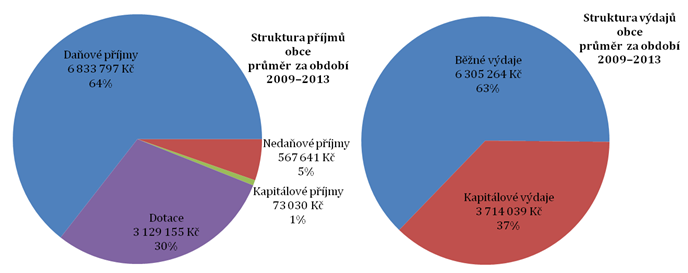 Struktura příjmů
obce
průměr za období
2009–2013
Daňové příjmy
6 833 797 Kč
64%
Nedaňové příjmy
567 641 Kč
5%
Kapitálové příjmy
73 030 Kč
1%
Dotace
3 129 155 Kč
30%
Struktura výdajů
obce
průměr za období
2009–2013
Běžné výdaje
6 305 264 Kč
63%
Kapitálové výdaje
3 714 039 Kč
37%